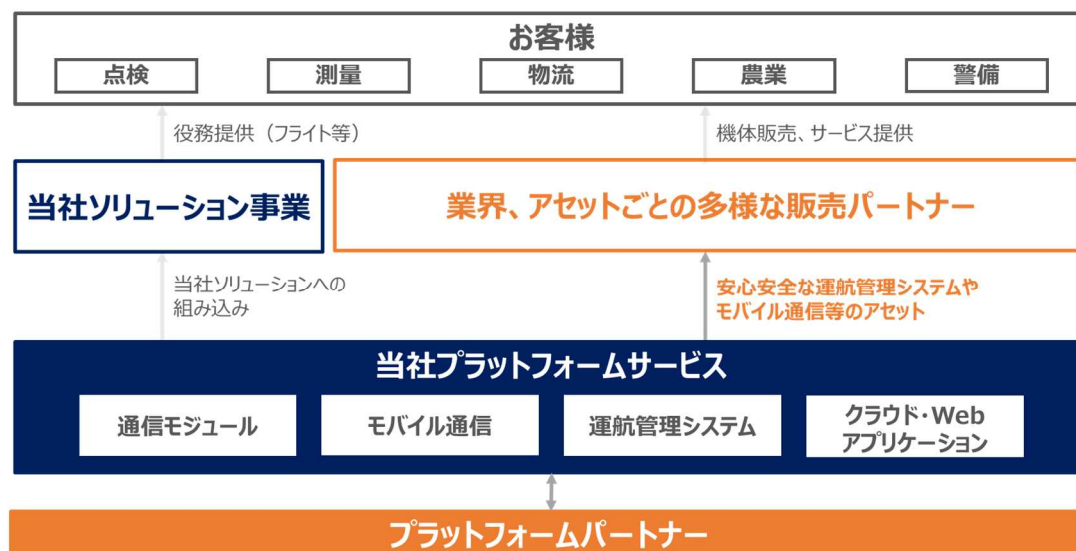 お客様
点検
測量
物流
農業
警備
役務提供（フライト等）
機体販売、サービス提供
当社ソリューション事業
業界、アセットごとの多様な販売パートナー
当社ソリューションへの
組み込み
安心安全な運航管理システムや
モバイル通信等のアセット
当社プラットフォームサービス
通信モジュール
モバイル通信
運航管理システム
クラウド・Web
アプリケーション
プラットフォームパートナー